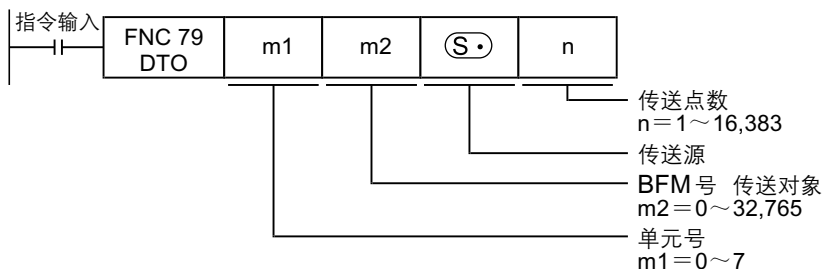 指令输入
FNC 79
DTO
m1
m2
S·
n
传送点数
n＝1～16,383
传送源
BFM号 传送对象
m2＝0～32,765
单元号
m1＝0～7